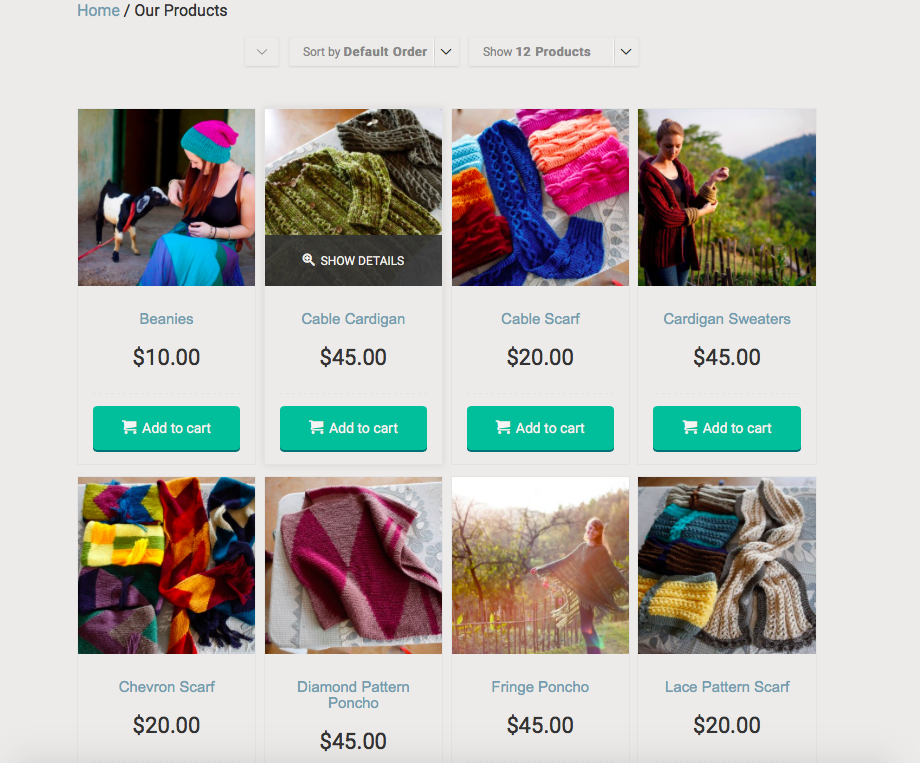 Home / Our Products
Sort by Default Order
Show 12 Products
SHOW DETAILS
Beanies
Cable Cardigan
Cable Scarf
Cardigan Sweaters
$10.00
$45.00
$20.00
$45.00
Add to cart
Add to cart
Add to cart
Add to cart
Chevron Scarf
Diamond Pattern
Poncho
Fringe Poncho
Lace Pattern Scarf
$20.00
$45.00
$45.00
$20.00